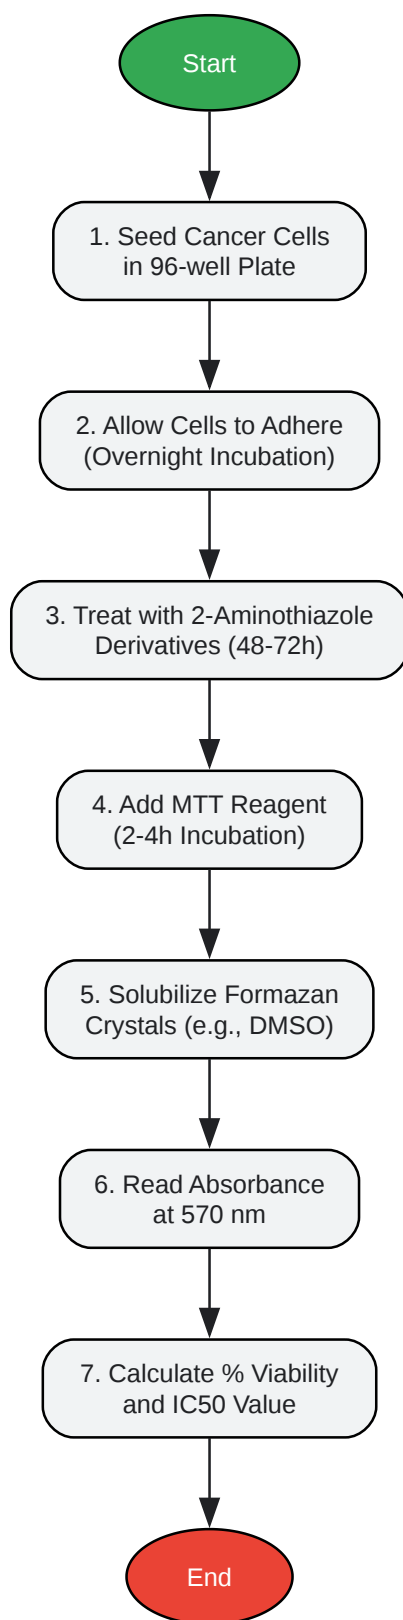 Start
1. Seed Cancer Cells
in 96-well Plate
2. Allow Cells to Adhere
(Overnight Incubation)
3. Treat with 2-Aminothiazole
Derivatives (48-72h)
4. Add MTT Reagent
(2-4h Incubation)
5. Solubilize Formazan
Crystals (e.g., DMSO)
6. Read Absorbance
at 570 nm
7. Calculate % Viability
and IC50 Value
End